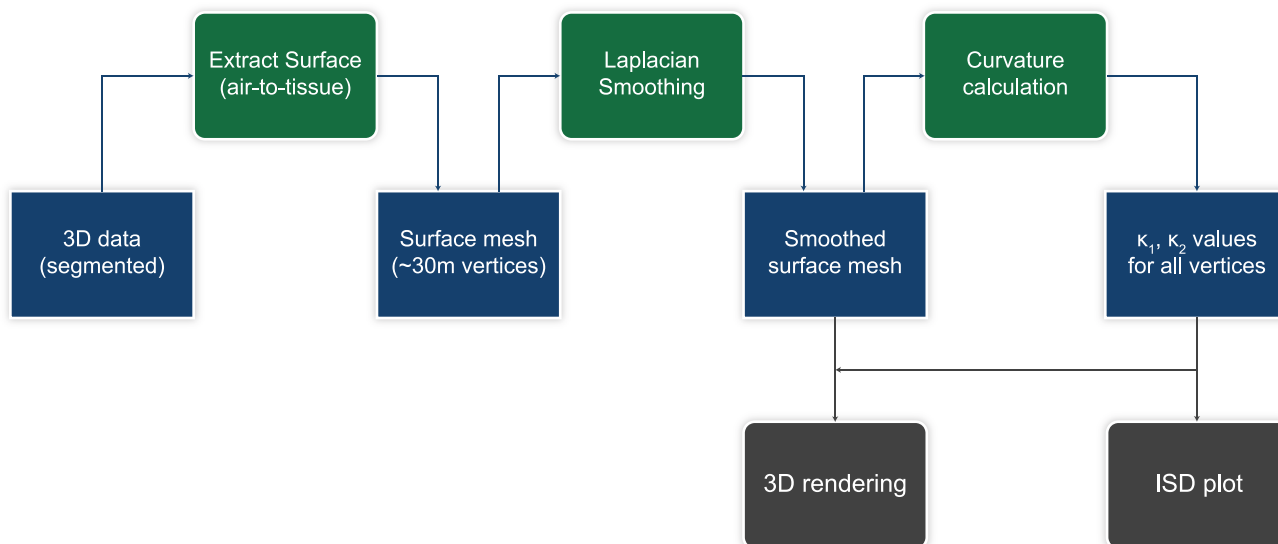 Extract Surface
(air-to-tissue)
Laplacian
Smoothing
Curvature
calculation
3D data
(segmented)
Surface mesh
(~30m vertices)
Smoothed
surface mesh
κ₁, κ₂ values
for all vertices
3D rendering
ISD plot